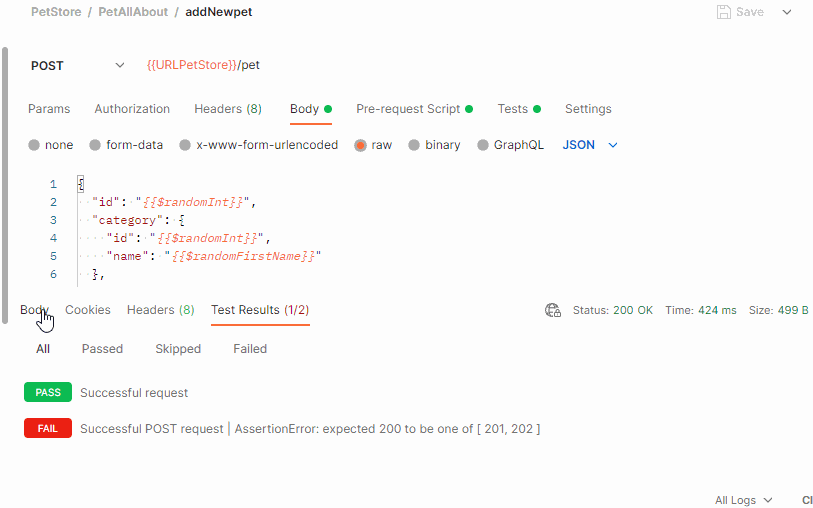 PetStore / PetAllAbout / addNewpet
Save
POST
{{URLPetStore}}/pet
Params Authorization Headers (8) Body Pre-request Script Tests Settings
none form-data x-www-form-urlencoded raw binary GraphQL JSON
1 {
2 "id": "{{$randomInt}}",
3 "category": {
4 "id": "{{$randomInt}}",
5 "name": "{{$randomFirstName}}"
6 },
Body Cookies Headers (8) Test Results (1/2) Status: 200 OK Time: 424 ms Size: 499 B
All Passed Skipped Failed
PASS Successful request
FAIL Successful POST request | AssertionError: expected 200 to be one of [ 201, 202 ]
All Logs